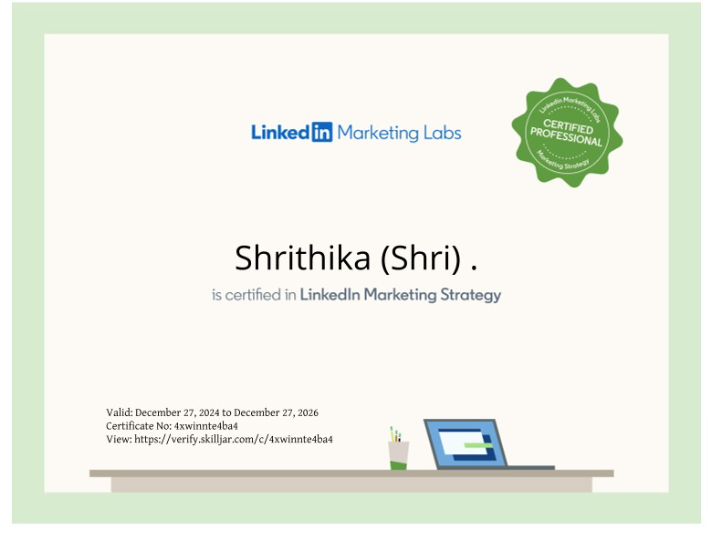 Linked in Marketing Labs
LinkedIn Marketing Labs
CERTIFIED
PROFESSIONAL
Marketing Strategy
Shrithika (Shri) .
is certified in LinkedIn Marketing Strategy
Valid: December 27, 2024 to December 27, 2026
Certificate No: 4xwinnte4ba4
View: https://verify.skilljar.com/c/4xwinnte4ba4